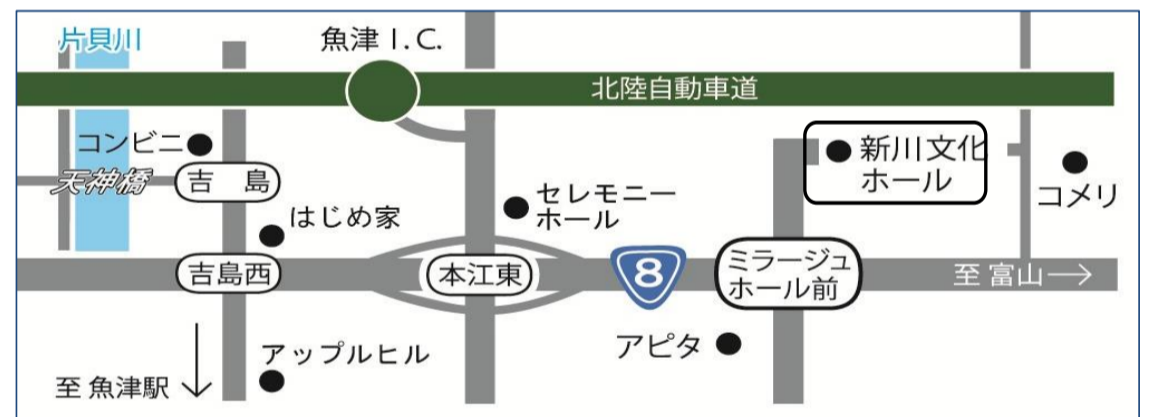 片貝川
魚津 I.C.
北陸自動車道
コンビニ
天神橋
吉 島
新川文化
ホール
コメリ
セレモニー
ホール
はじめ家
吉島西
本江東
8
ミラージュ
ホール前
至 富山→
アピタ
アップルヒル
至 魚津駅